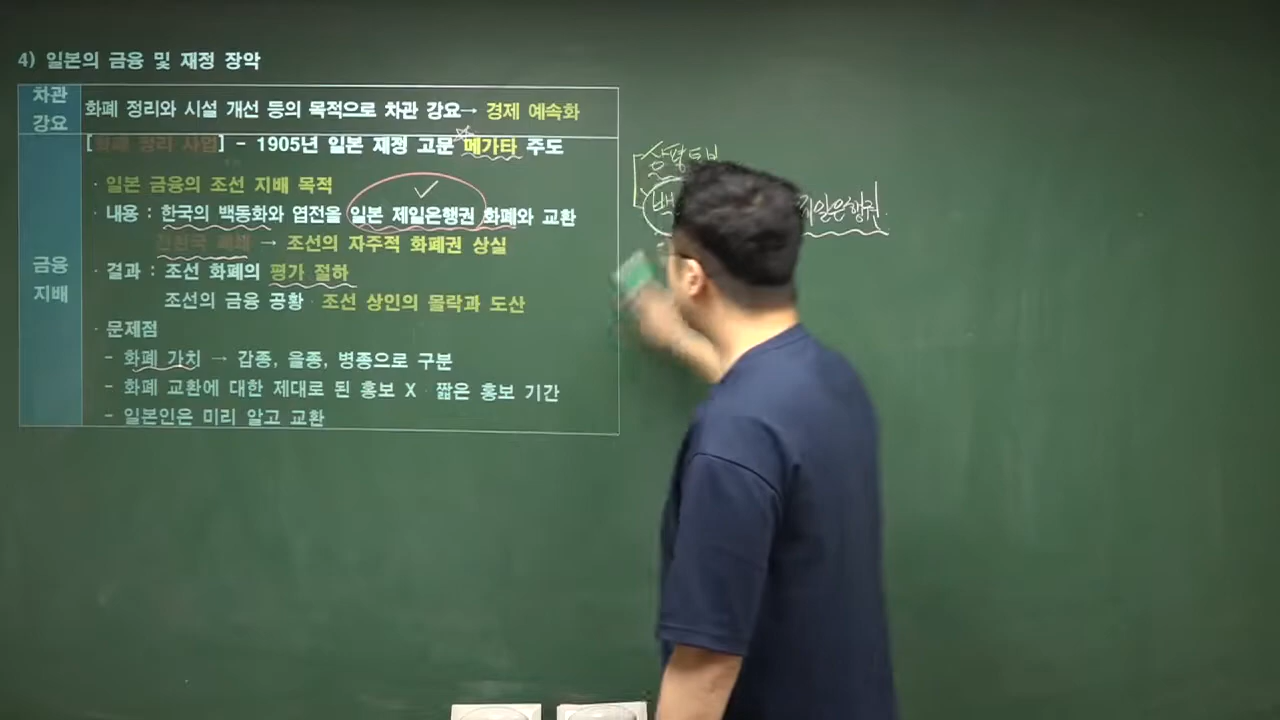 4) 일본의 금융 및 재정 장악
차관
강요
화폐 정리와 시설 개선 등의 목적으로 차관 강요→ 경제 예속화
금융
지배
[화폐 정리 사업] - 1905년 일본 재정 고문 메가타 주도
· 일본 금융의 조선 지배 목적
· 내용 : 한국의 백동화와 엽전을 일본 제일은행권 화폐와 교환
→ 조선의 자주적 화폐권 상실
· 결과 : 조선 화폐의 평가 절하
조선의 금융 공황 · 조선 상인의 몰락과 도산
· 문제점
- 화폐 가치 → 갑종, 을종, 병종으로 구분
- 화폐 교환에 대한 제대로 된 홍보 X · 짧은 홍보 기간
- 일본인은 미리 알고 교환
상평통보
백
제일은행권